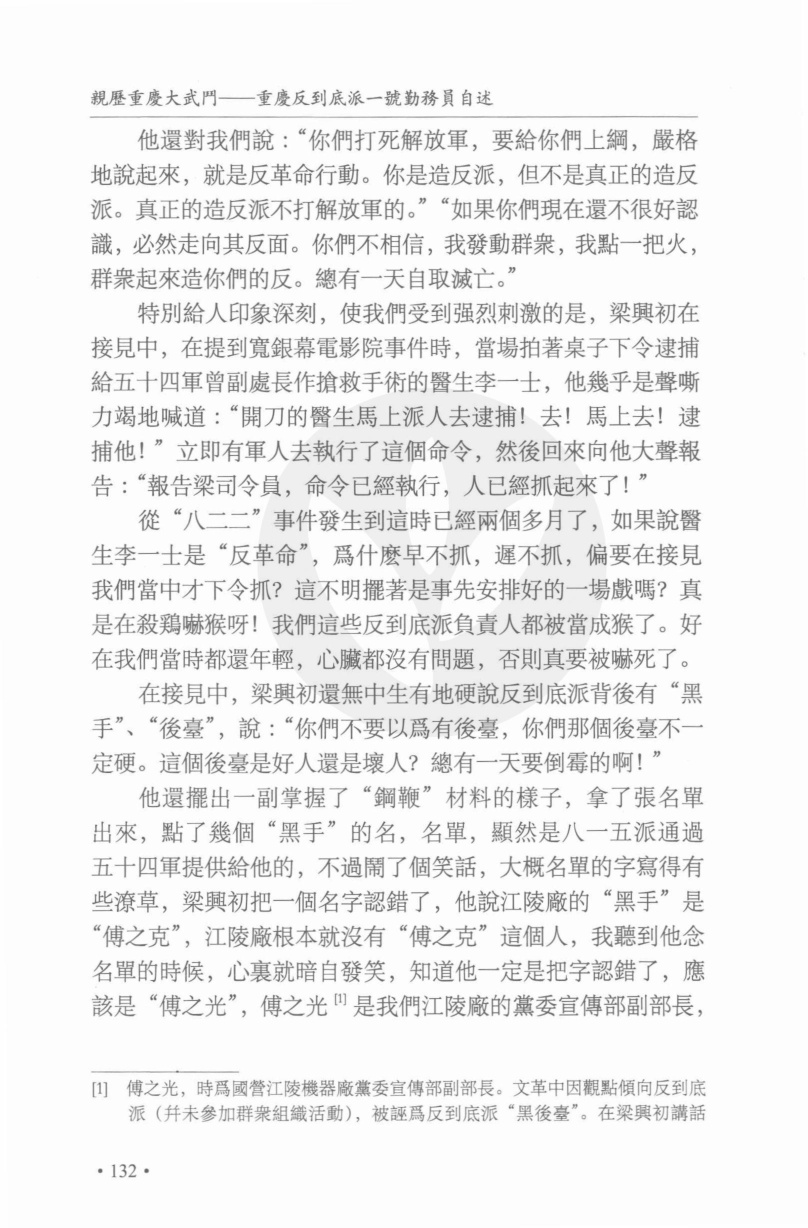 親歷重慶大武鬥——重慶反到底派一號勤務員自述
他還對我們說：“你們打死解放軍，要給你們上綱，嚴格
地說起來，就是反革命行動。你是造反派，但不是真正的造反
派。真正的造反派不打解放軍的。”“如果你們現在還不很好認
識，必然走向其反面。你們不相信，我發動群衆，我點一把火，
群衆起來造你們的反。總有一天自取滅亡。”
特別給人印象深刻，使我們受到强烈刺激的是，梁興初在
接見中，在提到寬銀幕電影院事件時，當場拍著桌子下令逮捕
給五十四軍曾副處長作搶救手術的醫生李一士，他幾乎是聲嘶
力竭地喊道：“開刀的醫生馬上派人去逮捕！去！馬上去！逮
捕他！”立即有軍人去執行了這個命令，然後回來向他大聲報
告：“報告梁司令員，命令已經執行，人已經抓起來了！”
從“八二二”事件發生到這時已經兩個多月了，如果說醫
生李一士是“反革命”，爲什麽早不抓，遲不抓，偏要在接見
我們當中才下令抓？這不明擺著是事先安排好的一場戲嗎？真
是在殺鷄嚇猴呀！我們這些反到底派負責人都被當成猴了。好
在我們當時都還年輕，心臟都沒有問題，否則真要被嚇死了。
在接見中，梁興初還無中生有地硬說反到底派背後有“黑
手”、“後臺”，說：“你們不要以爲有後臺，你們那個後臺不一
定硬。這個後臺是好人還是壞人？總有一天要倒霉的啊！”
他還擺出一副掌握了“鋼鞭”材料的樣子，拿了張名單
出來，點了幾個“黑手”的名，名單，顯然是八一五派通過
五十四軍提供給他的，不過鬧了個笑話，大概名單的字寫得有
些潦草，梁興初把一個名字認錯了，他說江陵廠的“黑手”是
“傅之克”，江陵廠根本就沒有“傅之克”這個人，我聽到他念
名單的時候，心裏就暗自發笑，知道他一定是把字認錯了，應
該是“傅之光”，傅之光[1]是我們江陵廠的黨委宣傳部副部長，
[1] 傅之光，時爲國營江陵機器廠黨委宣傳部副部長。文革中因觀點傾向反到底
派（幷未參加群衆組織活動），被誣爲反到底派“黑後臺”。在梁興初講話
•132•